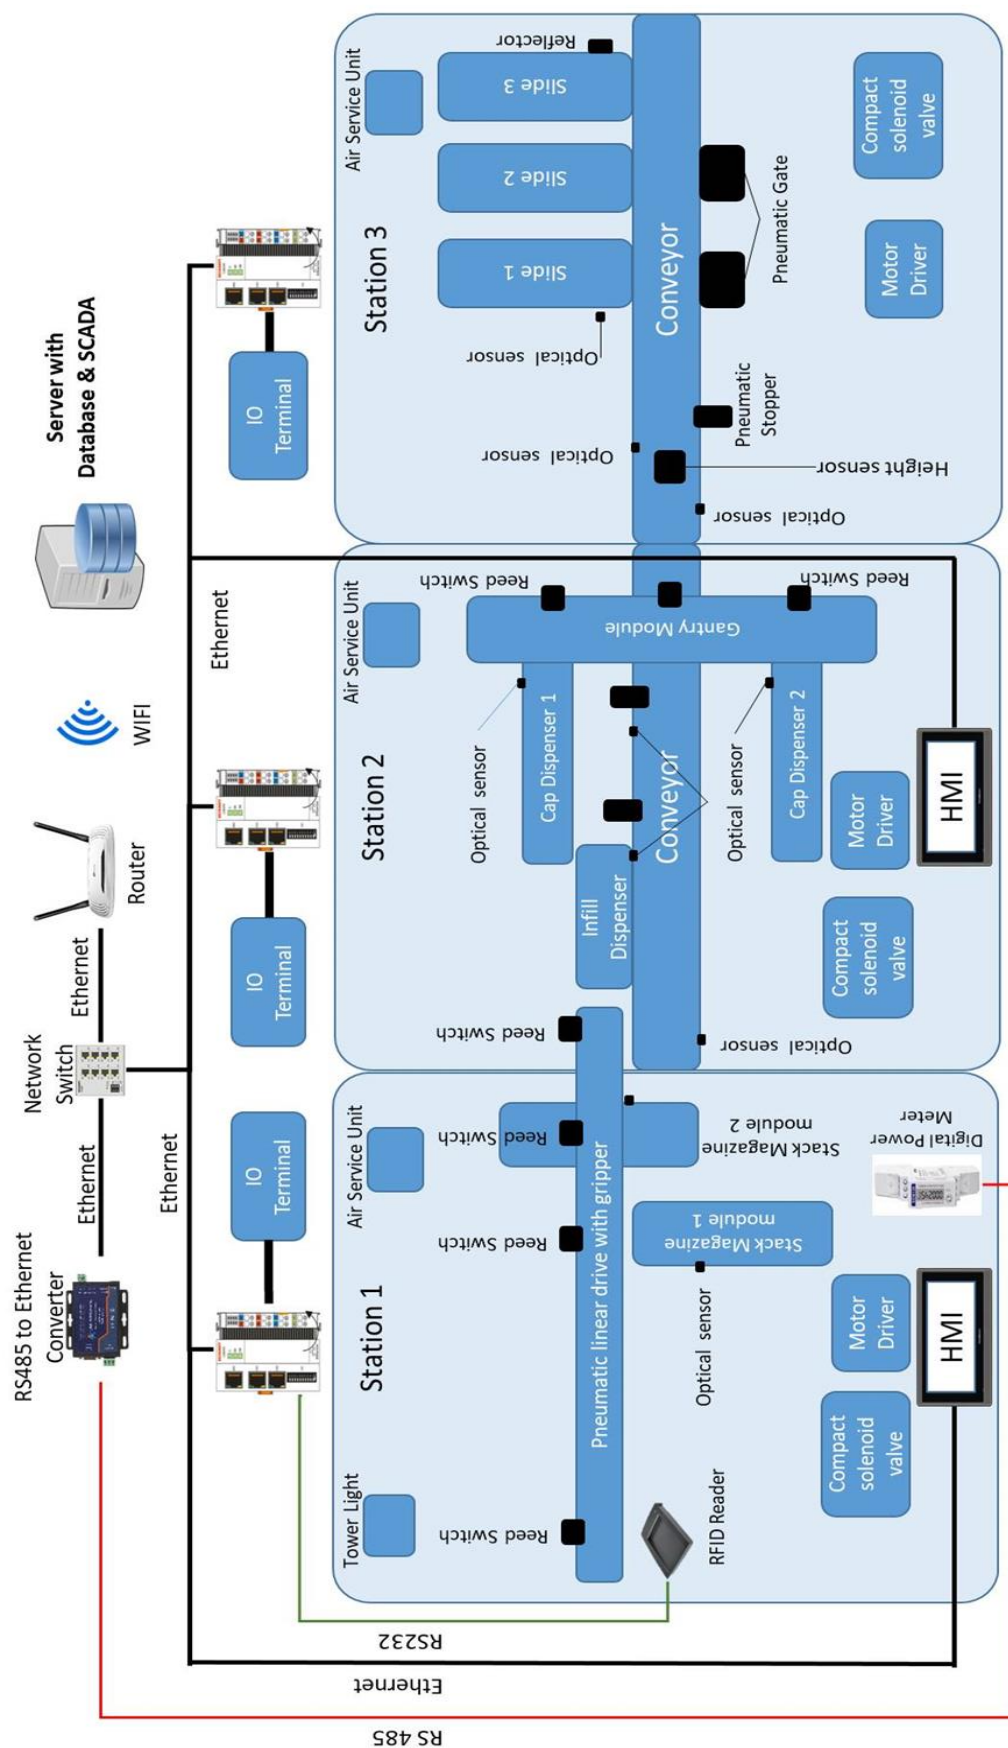 RS485 to Ethernet
Converter
Ethernet
Network
Switch
Ethernet
Router
WIFI
Server with
Database & SCADA
Ethernet
Ethernet
IO
Terminal
IO
Terminal
IO
Terminal
RS 485
Ethernet
RS232
Station 1
Tower Light
Air Service Unit
Reed Switch
Reed Switch
Reed Switch
Pneumatic linear drive with gripper
RFID Reader
Optical sensor
Stack Magazine
module 1
Stack Magazine
module 2
Compact
solenoid
valve
Motor
Driver
HMI
Digital Power
Meter
Station 2
Air Service Unit
Reed Switch
Infill
Dispenser
Optical sensor
Cap Dispenser 1
Reed Switch
Gantry Module
Conveyor
Optical sensor
Optical sensor
Cap Dispenser 2
Reed Switch
Compact
solenoid
valve
Motor
Driver
HMI
Station 3
Air Service Unit
Reflector
Slide 1
Slide 2
Slide 3
Optical sensor
Optical sensor
Conveyor
Optical sensor
Height sensor
Pneumatic
Stopper
Pneumatic Gate
Motor
Driver
Compact
solenoid
valve